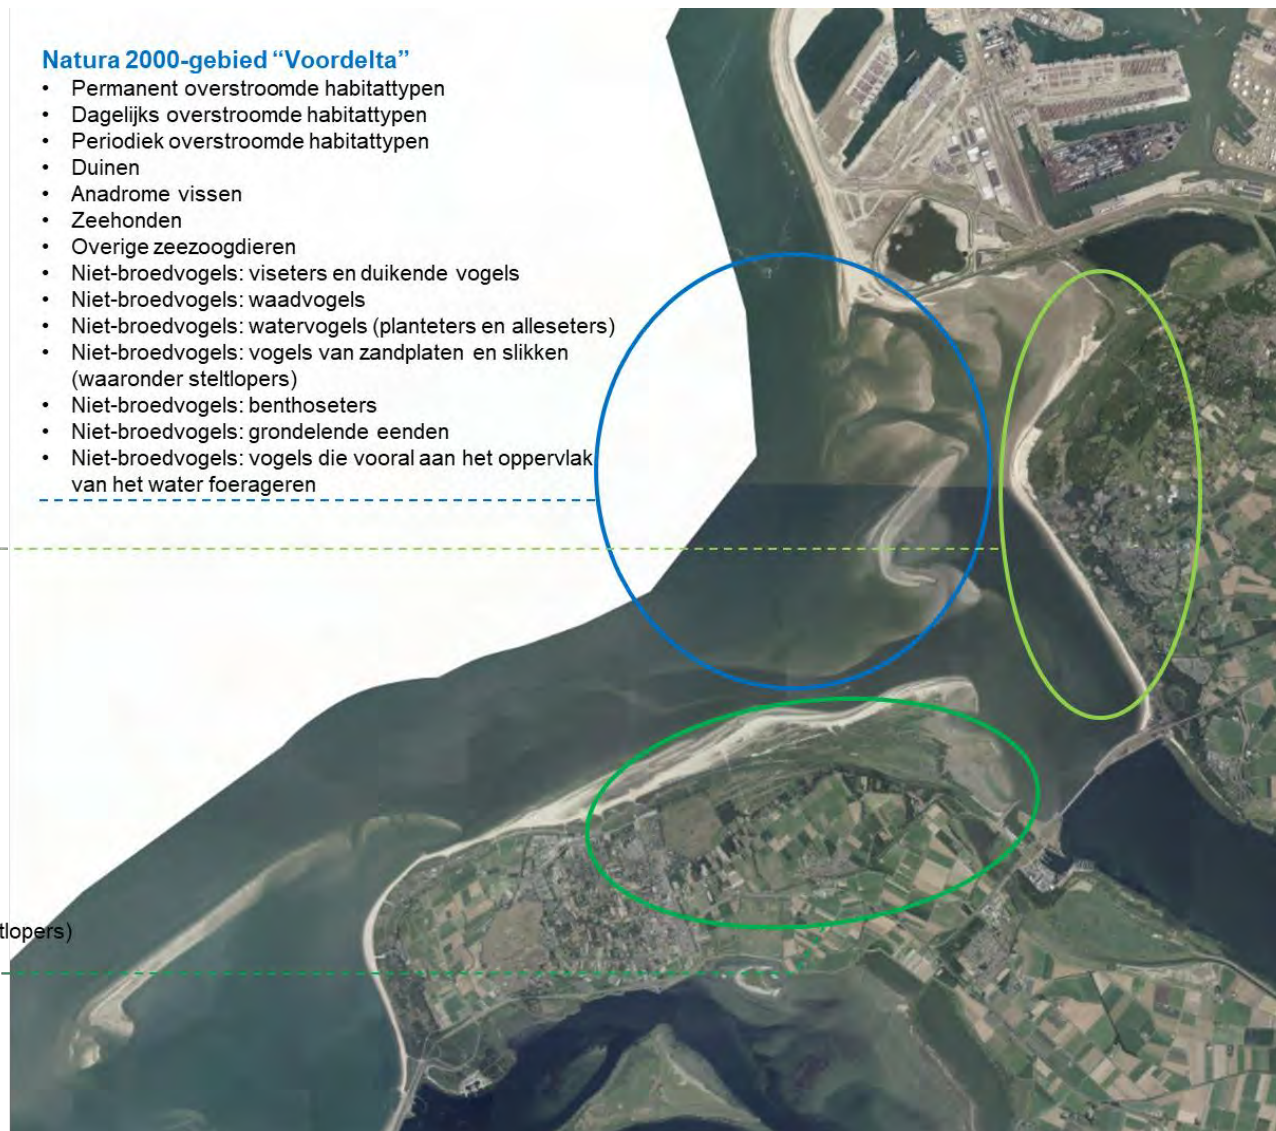 Natura 2000-gebied “Voordelta”
• Permanent overstroomde habitattypen
• Dagelijks overstroomde habitattypen
• Periodiek overstroomde habitattypen
• Duinen
• Anadrome vissen
• Zeehonden
• Overige zeezoogdieren
• Niet-broedvogels: viseters en duikende vogels
• Niet-broedvogels: waadvogels
• Niet-broedvogels: watervogels (planteters en alleseters)
• Niet-broedvogels: vogels van zandplaten en slikken
(waaronder steltlopers)
• Niet-broedvogels: benthoseters
• Niet-broedvogels: grondelende eenden
• Niet-broedvogels: vogels die vooral aan het oppervlak
van het water foerageren
tlopers)